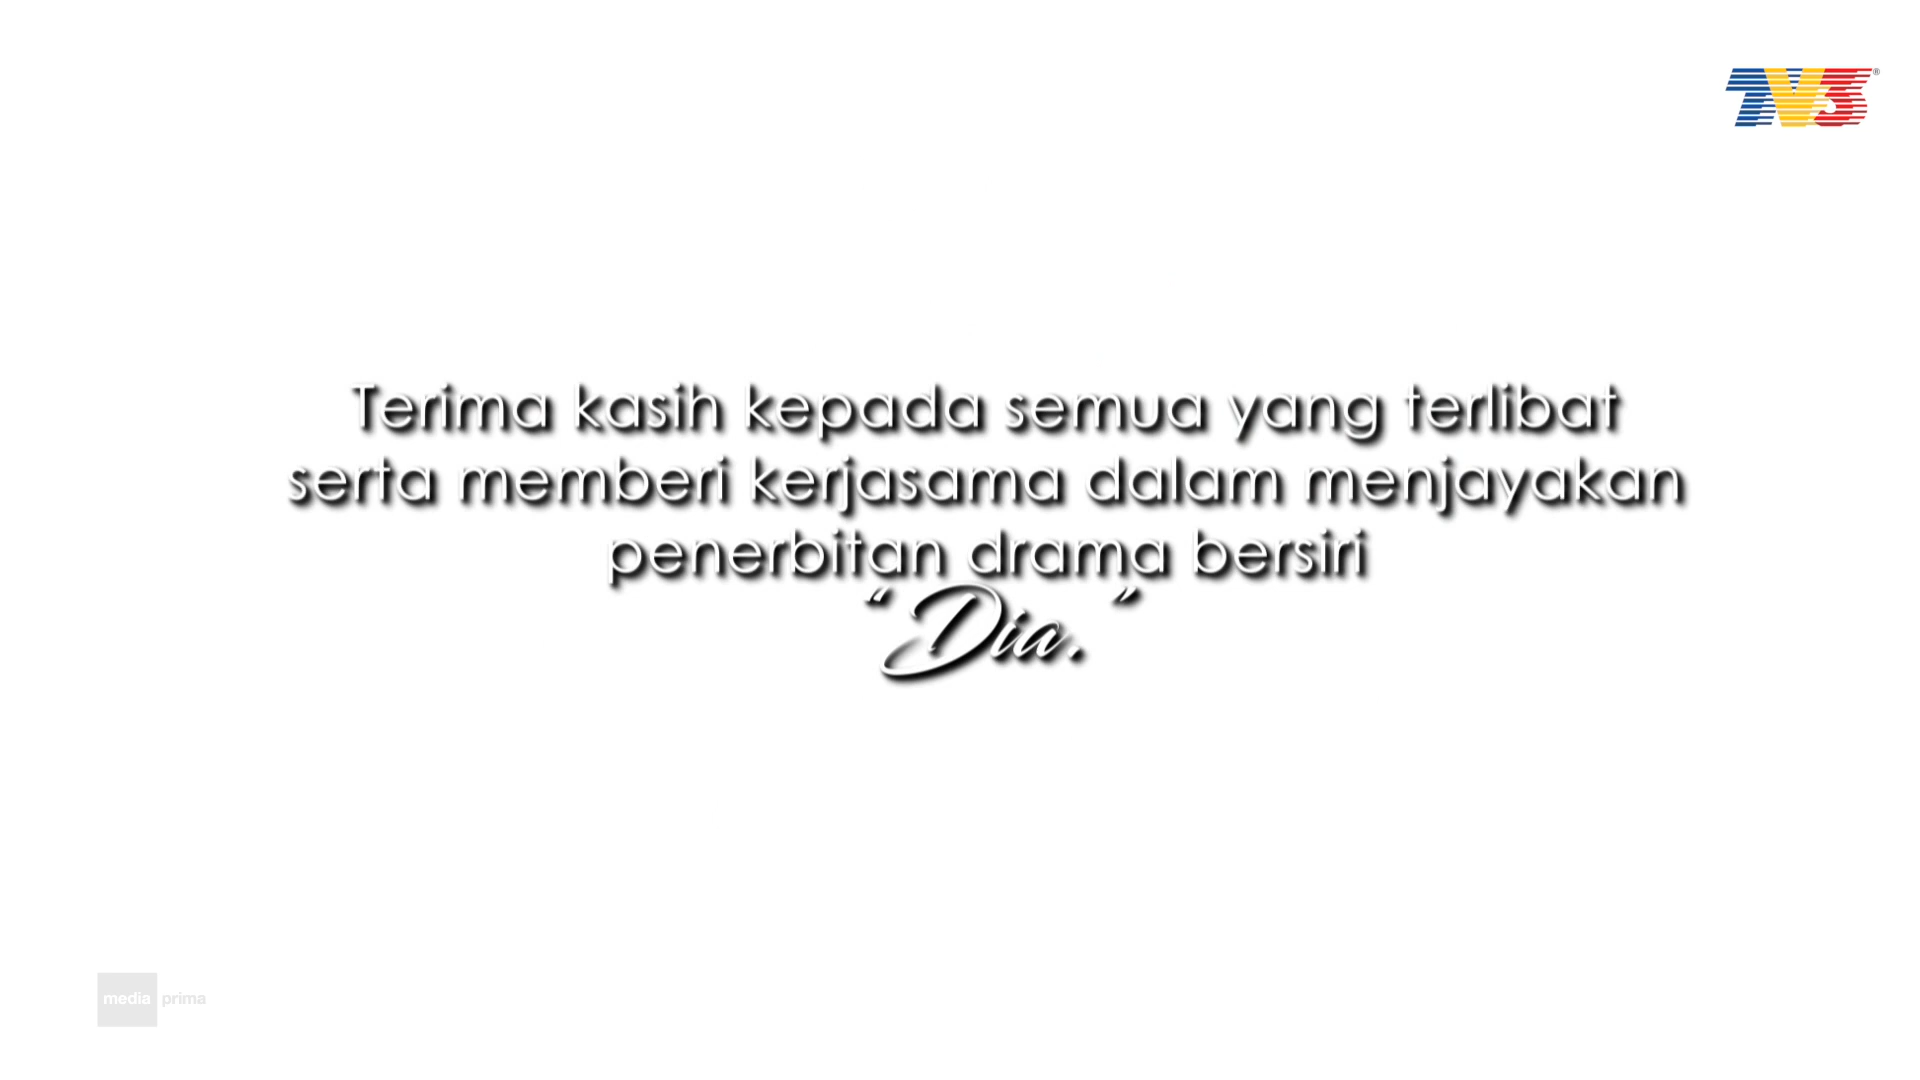 TV3®
Terima kasih kepada semua yang terlibat
serta memberi kerjasama dalam menjayakan
penerbitan drama bersiri
“Dia.”
media prima